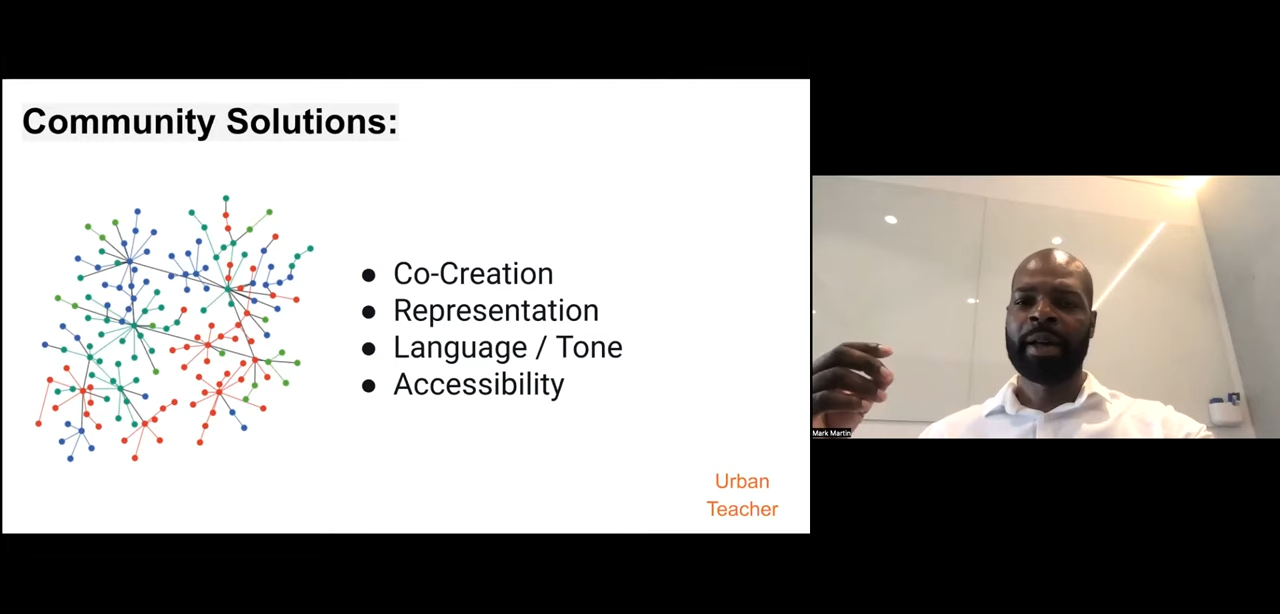 Community Solutions:
● Co-Creation
● Representation
● Language / Tone
● Accessibility
Urban
Teacher
Mark Martin